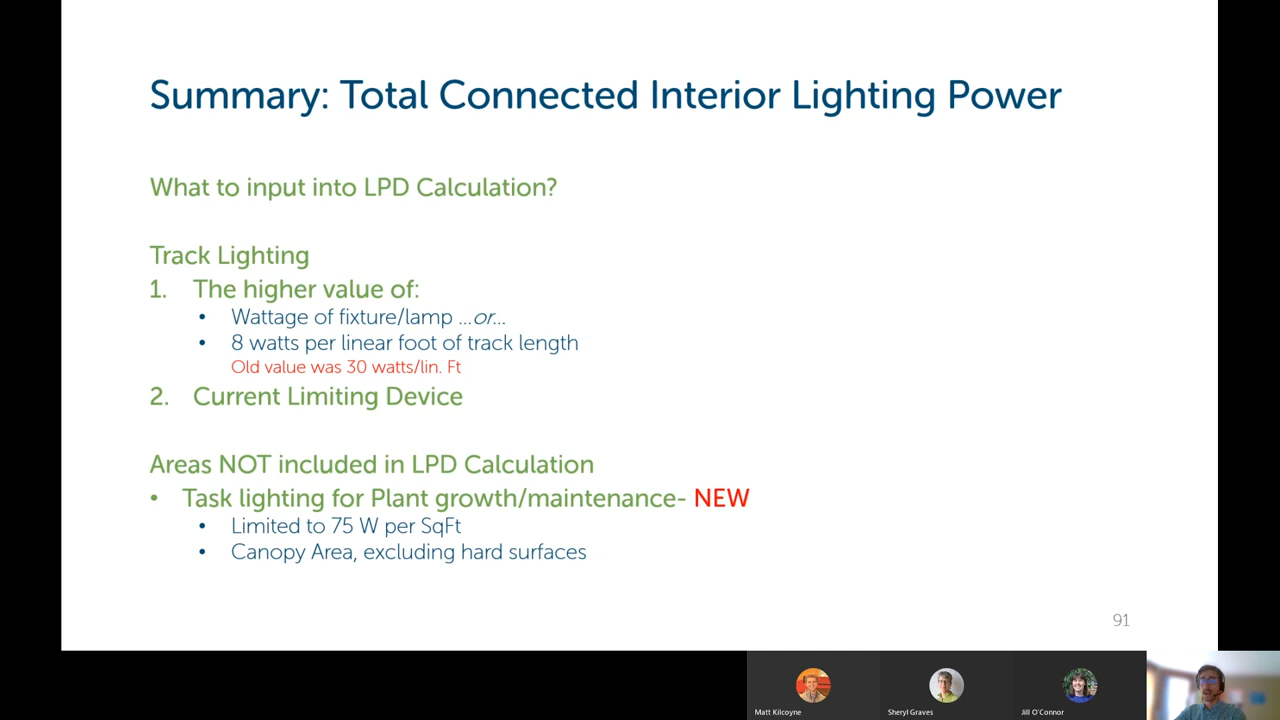 Summary: Total Connected Interior Lighting Power
What to input into LPD Calculation?
Track Lighting
1. The higher value of:
• Wattage of fixture/lamp ...or...
• 8 watts per linear foot of track length
Old value was 30 watts/lin. Ft
2. Current Limiting Device
Areas NOT included in LPD Calculation
• Task lighting for Plant growth/maintenance- NEW
• Limited to 75 W per SqFt
• Canopy Area, excluding hard surfaces
91
Matt Kilcoyne
Sheryl Graves
Jill O'Connor